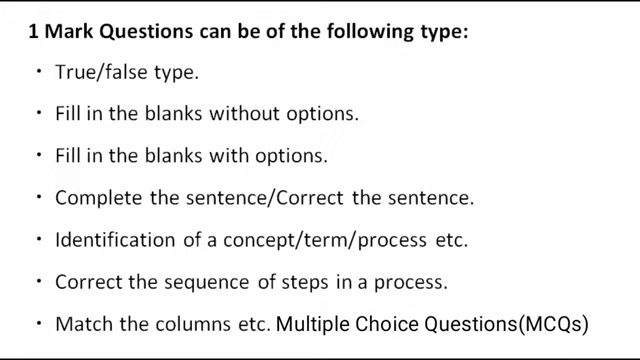 1 Mark Questions can be of the following type:
• True/false type.
• Fill in the blanks without options.
• Fill in the blanks with options.
• Complete the sentence/Correct the sentence.
• Identification of a concept/term/process etc.
• Correct the sequence of steps in a process.
• Match the columns etc. Multiple Choice Questions(MCQs)